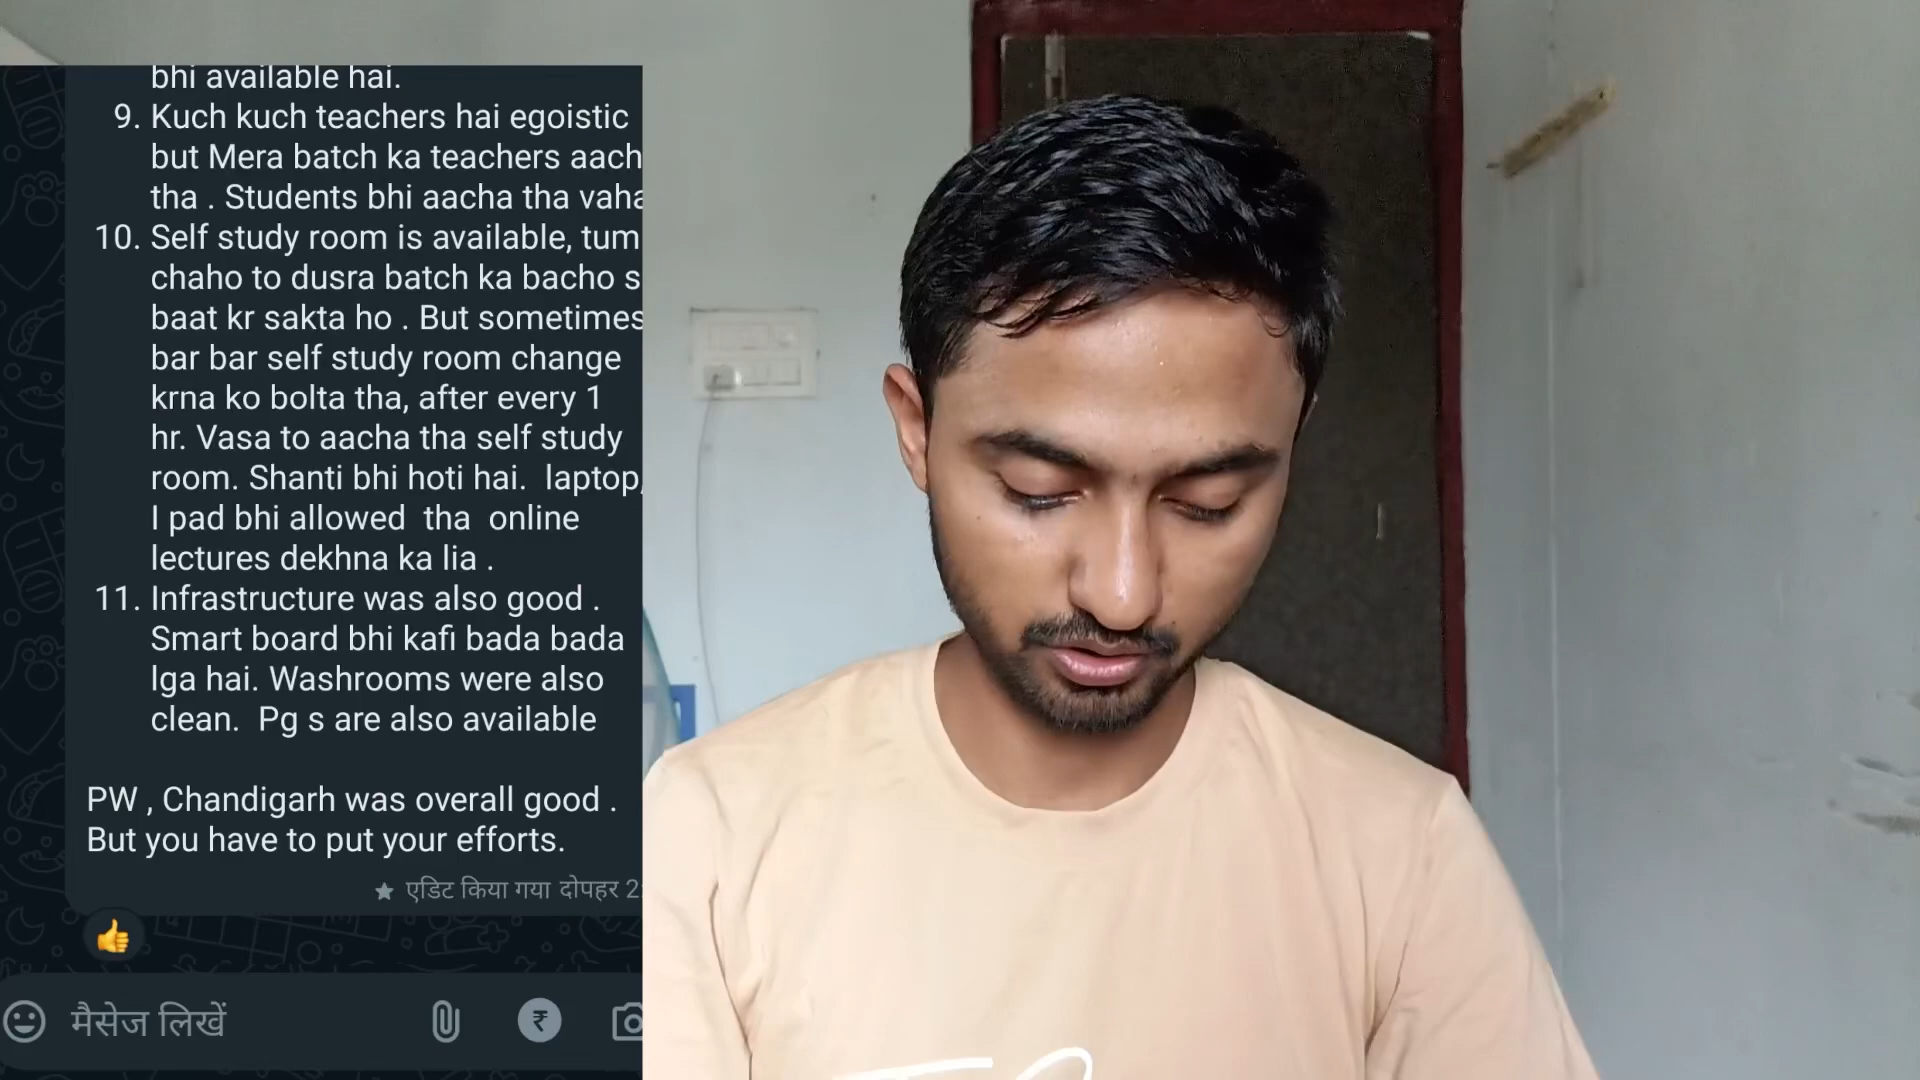 bhi available hai.
9. Kuch kuch teachers hai egoistic
but Mera batch ka teachers aach
tha . Students bhi aacha tha vaha
10. Self study room is available, tum
chaho to dusra batch ka bacho s
baat kr sakta ho . But sometimes
bar bar self study room change
krna ko bolta tha, after every 1
hr. Vasa to aacha tha self study
room. Shanti bhi hoti hai. laptop,
I pad bhi allowed tha online
lectures dekhna ka lia .
11. Infrastructure was also good .
Smart board bhi kafi bada bada
lga hai. Washrooms were also
clean. Pg s are also available
PW , Chandigarh was overall good .
But you have to put your efforts.
एडिट किया गया दोपहर 2
मैसेज लिखें